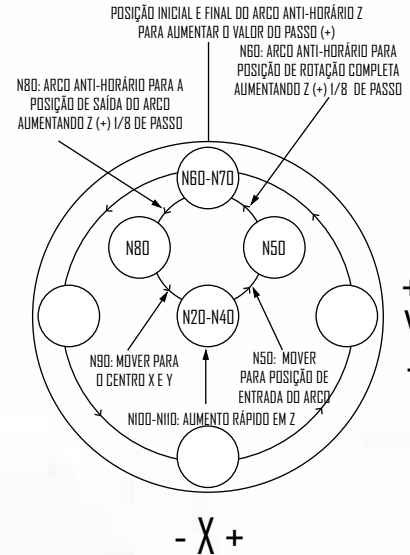 POSIÇÃO INICIAL E FINAL DO ARCO ANTI-HORÁRIO Z
PARA AUMENTAR O VALOR DO PASSO (+)
N60: ARCO ANTI-HORÁRIO PARA
POSIÇÃO DE ROTAÇÃO COMPLETA
AUMENTANDO Z (+) 1/8 DE PASSO
N80: ARCO ANTI-HORÁRIO PARA A
POSIÇÃO DE SAÍDA DO ARCO
AUMENTANDO Z (+) 1/8 DE PASSO
N60-N70
N80
N50
N20-N40
N90: MOVER PARA
O CENTRO X E Y
N50: MOVER
PARA POSIÇÃO DE
ENTRADA DO ARCO
N100-N110: AUMENTO RÁPIDO EM Z
+
-
- X +